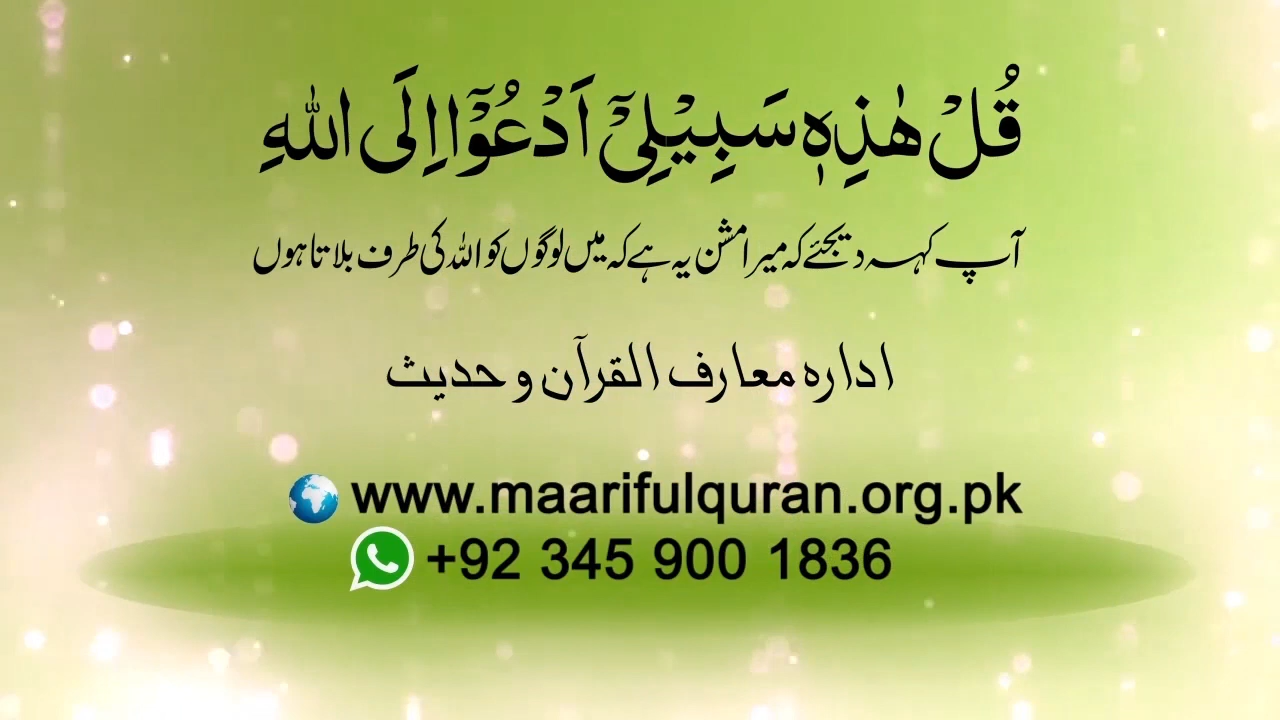 قُلْ هٰذِهٖ سَبِیْلِیْۤ اَدْعُوْۤا اِلَی اللّٰهِ
آپ کہہ دیجئے کہ میرا مشن یہ ہے کہ میں لوگوں کو اللہ کی طرف بلاتا ہوں
ادارہ معارف القرآن و حدیث
www.maarifulquran.org.pk
+92 345 900 1836